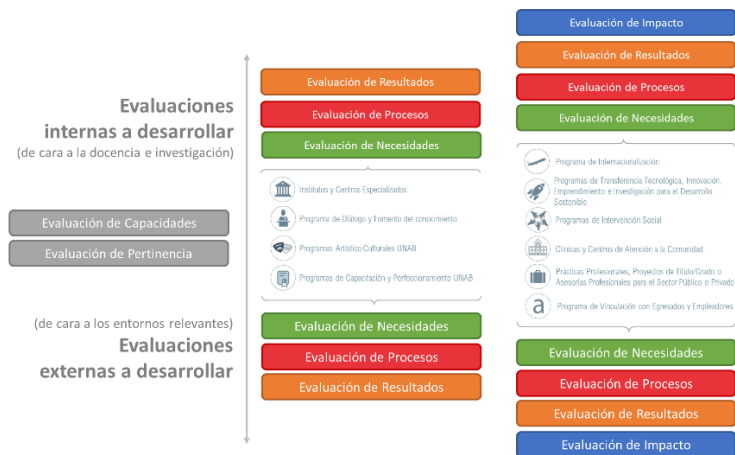 Evaluaciones
internas a desarrollar
(de cara a la docencia e investigación)
Evaluación de Capacidades
Evaluación de Pertinencia
(de cara a los entornos relevantes)
Evaluaciones
externas a desarrollar
Evaluación de Resultados
Evaluación de Procesos
Evaluación de Necesidades
Institutos y Centros Especializados
Programa de Diálogo y Fomento del conocimiento
Programas Artístico Culturales UNAB
Programas de Capacitación y Perfeccionamiento UNAB
Evaluación de Necesidades
Evaluación de Procesos
Evaluación de Resultados
Evaluación de Impacto
Evaluación de Resultados
Evaluación de Procesos
Evaluación de Necesidades
Programa de Internacionalización
Programas de Transferencia Tecnológica, Innovación,
Emprendimiento e Investigación para el Desarrollo
Sostenible
Programas de Intervención Social
Clínicas y Centros de Atención a la Comunidad
Prácticas Profesionales, Proyectos de Título/Grado o
Asesorías Profesionales para el Sector Público o Privado
a
Programa de Vinculación con Egresados y Empleadores
Evaluación de Necesidades
Evaluación de Procesos
Evaluación de Resultados
Evaluación de Impacto